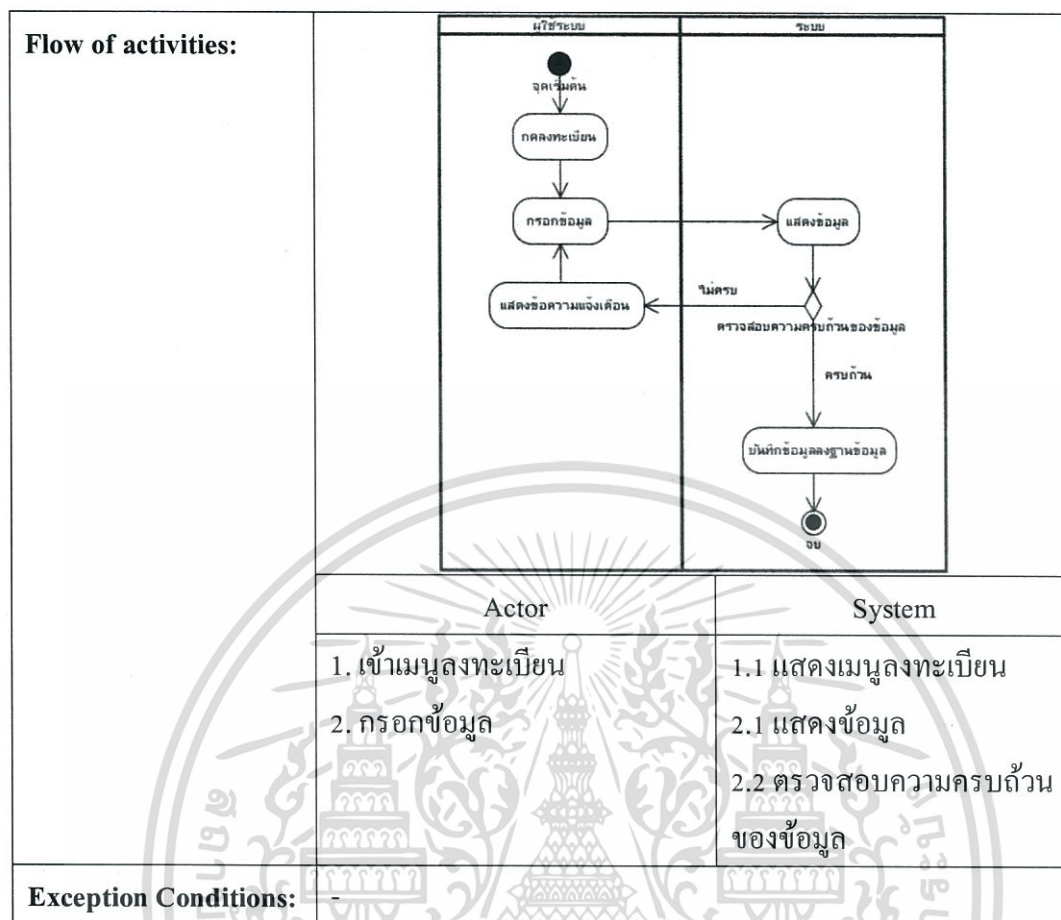 Flow of activities:
ผู้ใช้ระบบ
ระบบ
จุดเริ่มต้น
กดลงทะเบียน
กรอกข้อมูล
แสดงข้อมูล
แสดงข้อความแจ้งเตือน
ไม่ครบ
ตรวจสอบความครบถ้วนของข้อมูล
ครบถ้วน
บันทึกข้อมูลลงฐานข้อมูล
จบ
Actor
System
1. เข้าเมนูลงทะเบียน
1.1 แสดงเมนูลงทะเบียน
2. กรอกข้อมูล
2.1 แสดงข้อมูล
2.2 ตรวจสอบความครบถ้วน
ของข้อมูล
Exception Conditions:
-